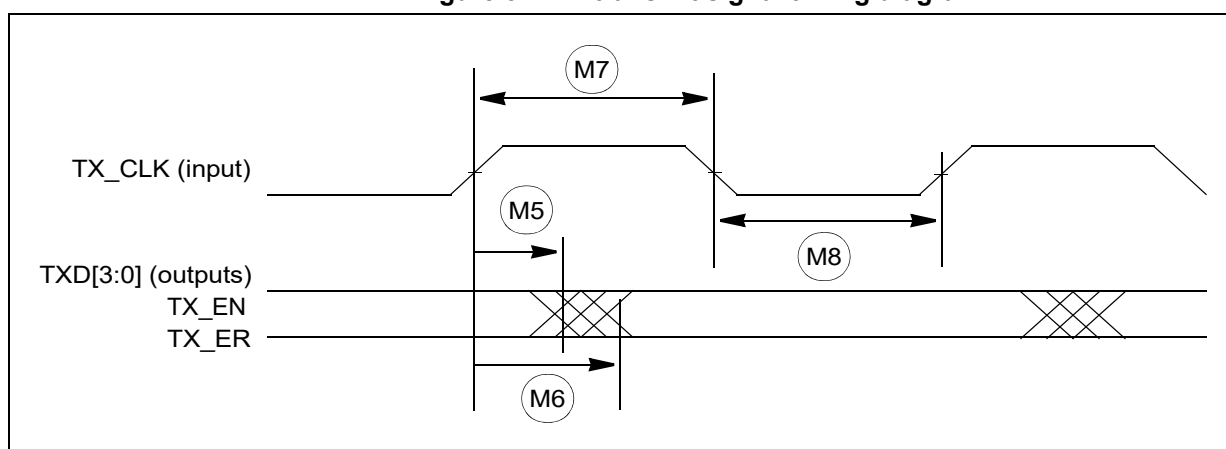 M7
TX_CLK (input)
M5
M8
TXD[3:0] (outputs)
TX_EN
TX_ER
M6